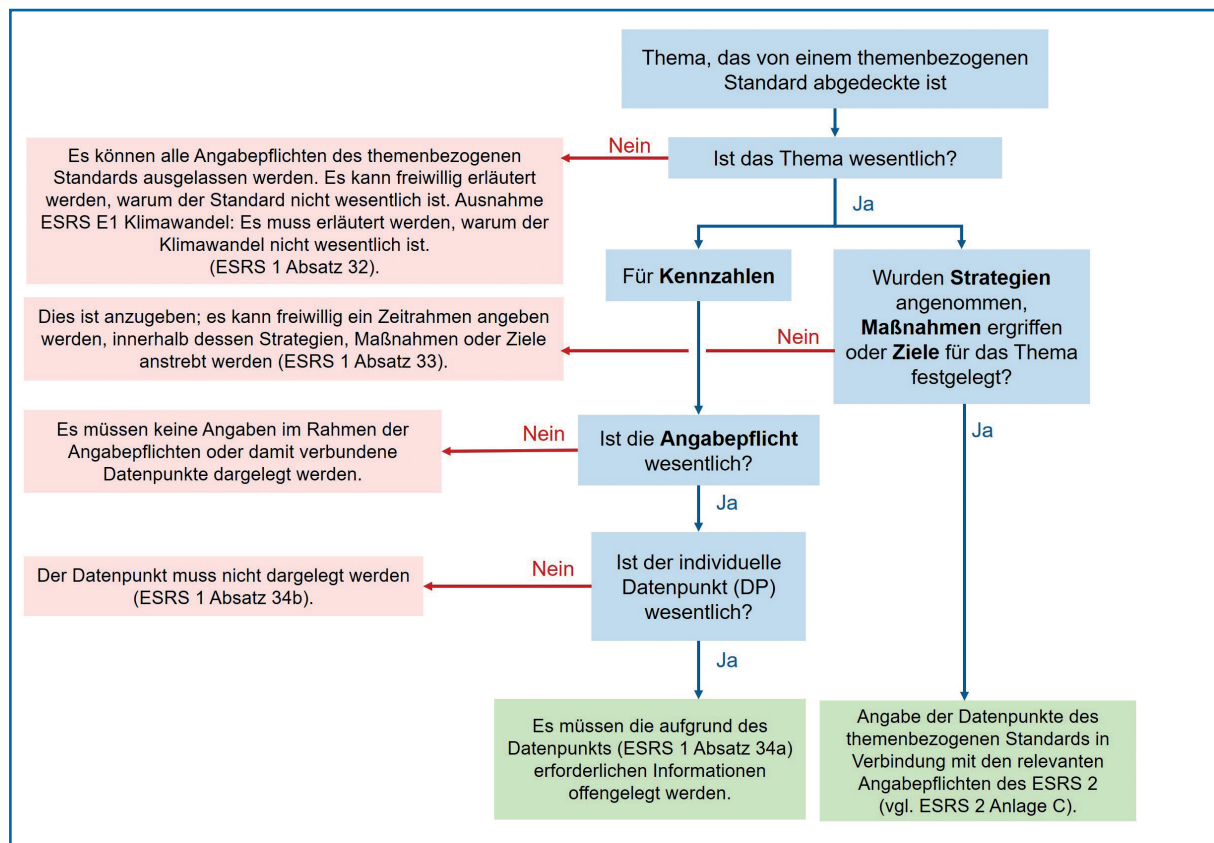 Thema, das von einem themenbezogenen
Standard abgedeckte ist
Nein
Ist das Thema wesentlich?
Es können alle Angabepflichten des themenbezogenen
Standards ausgelassen werden. Es kann freiwillig erläutert
werden, warum der Standard nicht wesentlich ist. Ausnahme
ESRS E1 Klimawandel: Es muss erläutert werden, warum der
Klimawandel nicht wesentlich ist.
(ESRS 1 Absatz 32).
Ja
Für Kennzahlen
Wurden Strategien
angenommen,
Maßnahmen ergriffen
oder Ziele für das Thema
festgelegt?
Nein
Dies ist anzugeben; es kann freiwillig ein Zeitrahmen angeben
werden, innerhalb dessen Strategien, Maßnahmen oder Ziele
anstrebt werden (ESRS 1 Absatz 33).
Ist die Angabepflicht
wesentlich?
Nein
Es müssen keine Angaben im Rahmen der
Angabepflichten oder damit verbundene
Datenpunkte dargelegt werden.
Ja
Ja
Ist der individuelle
Datenpunkt (DP)
wesentlich?
Nein
Der Datenpunkt muss nicht dargelegt werden
(ESRS 1 Absatz 34b).
Ja
Es müssen die aufgrund des
Datenpunkts (ESRS 1 Absatz 34a)
erforderlichen Informationen
offengelegt werden.
Angabe der Datenpunkte des
themenbezogenen Standards in
Verbindung mit den relevanten
Angabepflichten des ESRS 2
(vgl. ESRS 2 Anlage C).